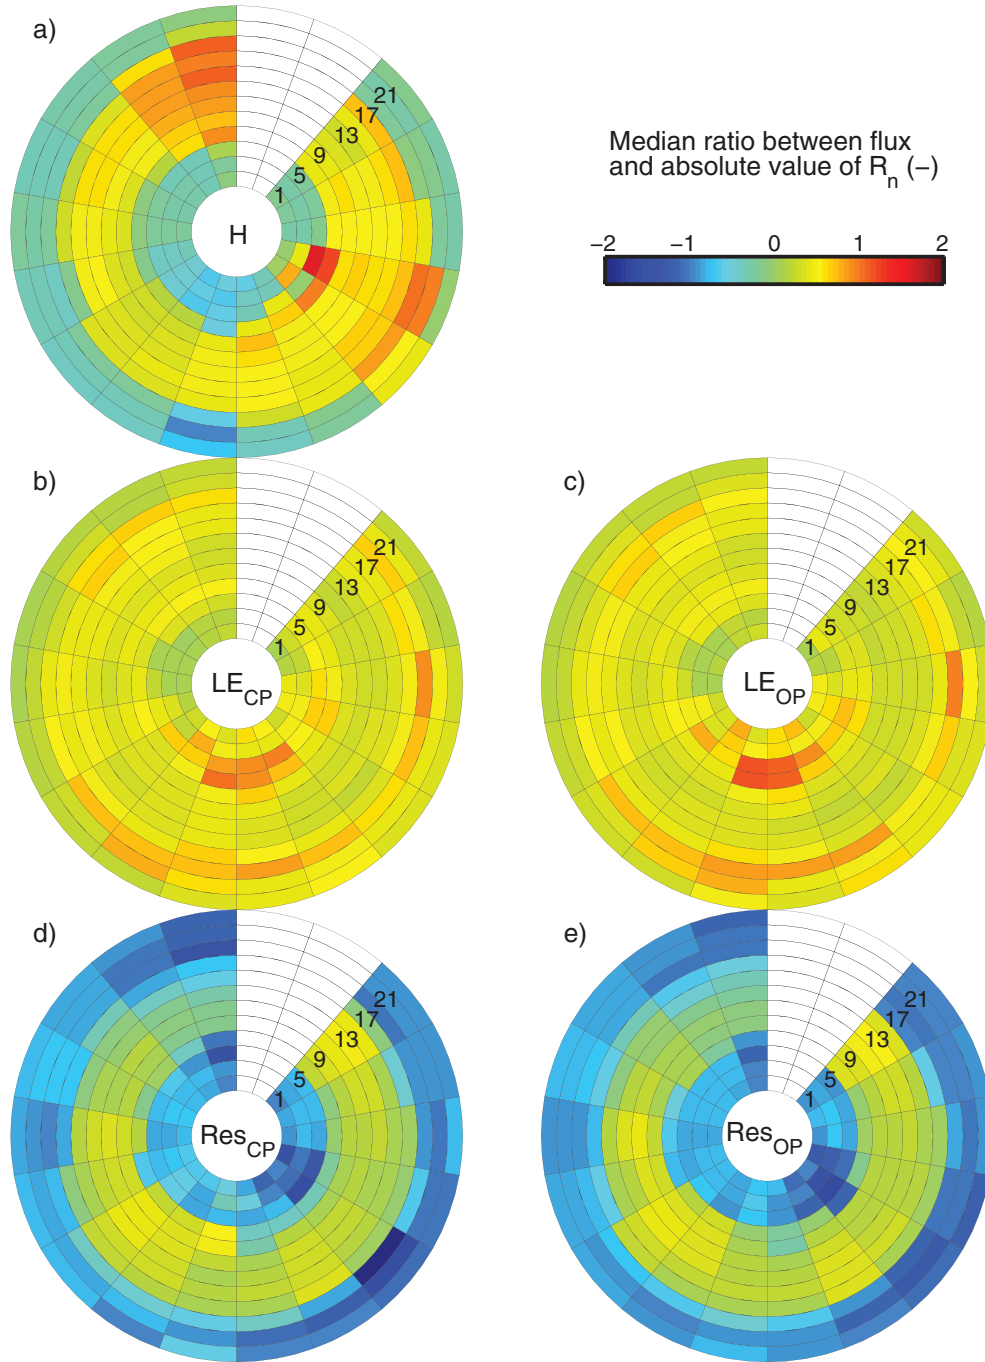 a)
21
17
13
9
5
1
H
Median ratio between flux
and absolute value of Rn (−)
−2 −1 0 1 2
b)
21
17
13
9
5
1
LECP
c)
21
17
13
9
5
1
LEOP
d)
21
17
13
9
5
1
ResCP
e)
21
17
13
9
5
1
ResOP